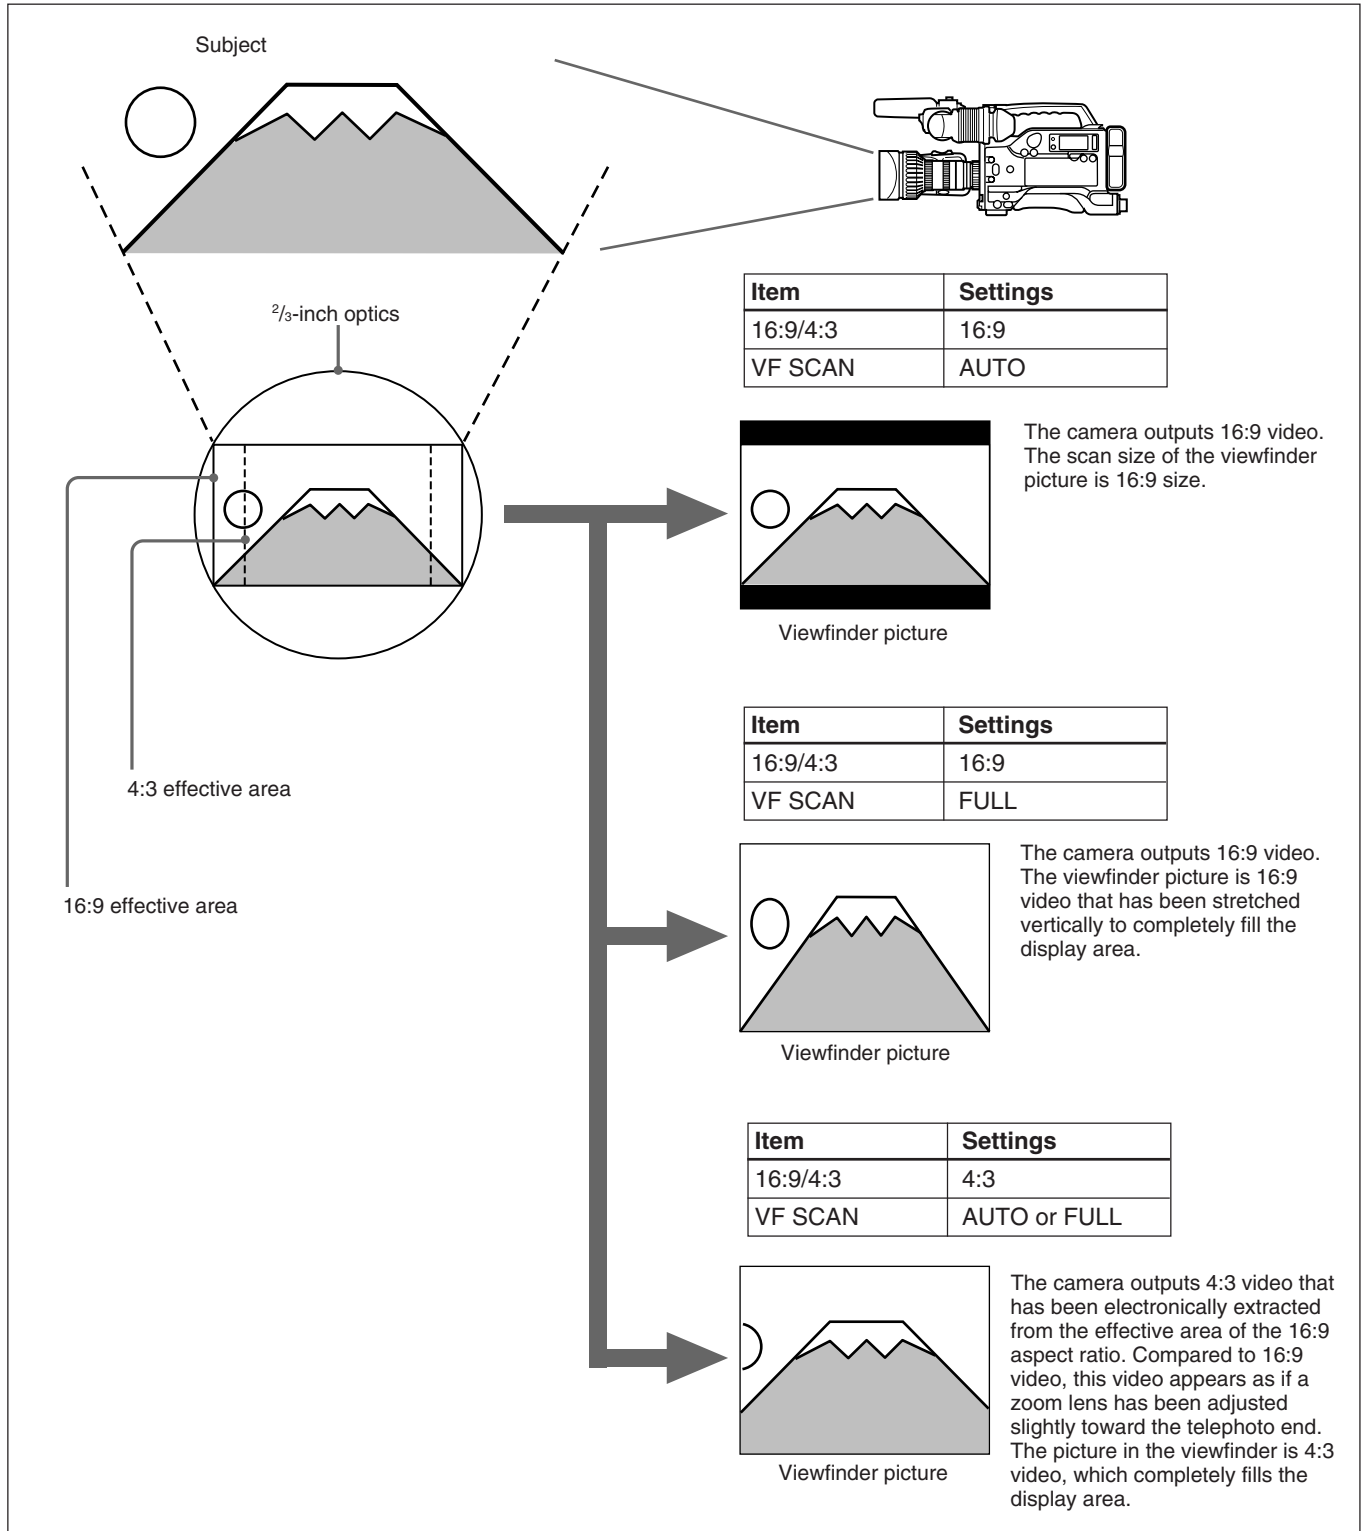 Subject
2/3-inch optics
Item Settings
16:9/4:3 16:9
VF SCAN AUTO
The camera outputs 16:9 video.
The scan size of the viewfinder
picture is 16:9 size.
Viewfinder picture
4:3 effective area
16:9 effective area
Item Settings
16:9/4:3 16:9
VF SCAN FULL
The camera outputs 16:9 video.
The viewfinder picture is 16:9
video that has been stretched
vertically to completely fill the
display area.
Viewfinder picture
Item Settings
16:9/4:3 4:3
VF SCAN AUTO or FULL
The camera outputs 4:3 video that
has been electronically extracted
from the effective area of the 16:9
aspect ratio. Compared to 16:9
video, this video appears as if a
zoom lens has been adjusted
slightly toward the telephoto end.
The picture in the viewfinder is 4:3
video, which completely fills the
display area.
Viewfinder picture